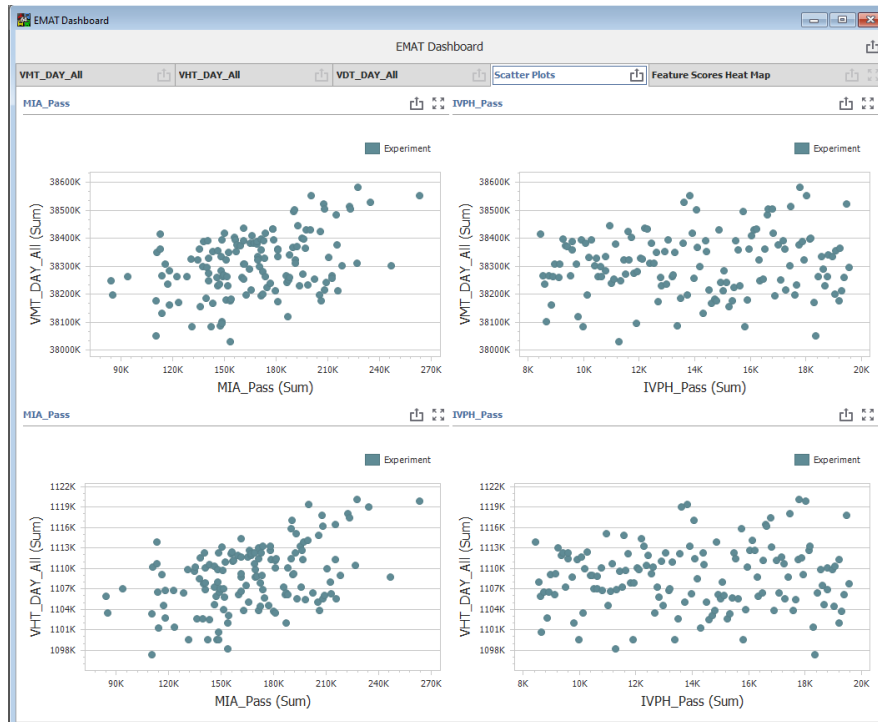 EMAT Dashboard
EMAT Dashboard
VMT_DAY_All
VHT_DAY_All
VDT_DAY_All
Scatter Plots
Feature Scores Heat Map
MIA_Pass
IVPH_Pass
Experiment
Experiment
38600K
38500K
38400K
38300K
38200K
38100K
38000K
VMT_DAY_All (Sum)
90K 120K 150K 180K 210K 240K 270K
MIA_Pass (Sum)
38600K
38500K
38400K
38300K
38200K
38100K
38000K
VMT_DAY_All (Sum)
8K 10K 12K 14K 16K 18K 20K
IVPH_Pass (Sum)
MIA_Pass
IVPH_Pass
Experiment
Experiment
1122K
1119K
1116K
1113K
1110K
1107K
1104K
1101K
1098K
VHT_DAY_All (Sum)
90K 120K 150K 180K 210K 240K 270K
MIA_Pass (Sum)
1122K
1119K
1116K
1113K
1110K
1107K
1104K
1101K
1098K
VHT_DAY_All (Sum)
8K 10K 12K 14K 16K 18K 20K
IVPH_Pass (Sum)